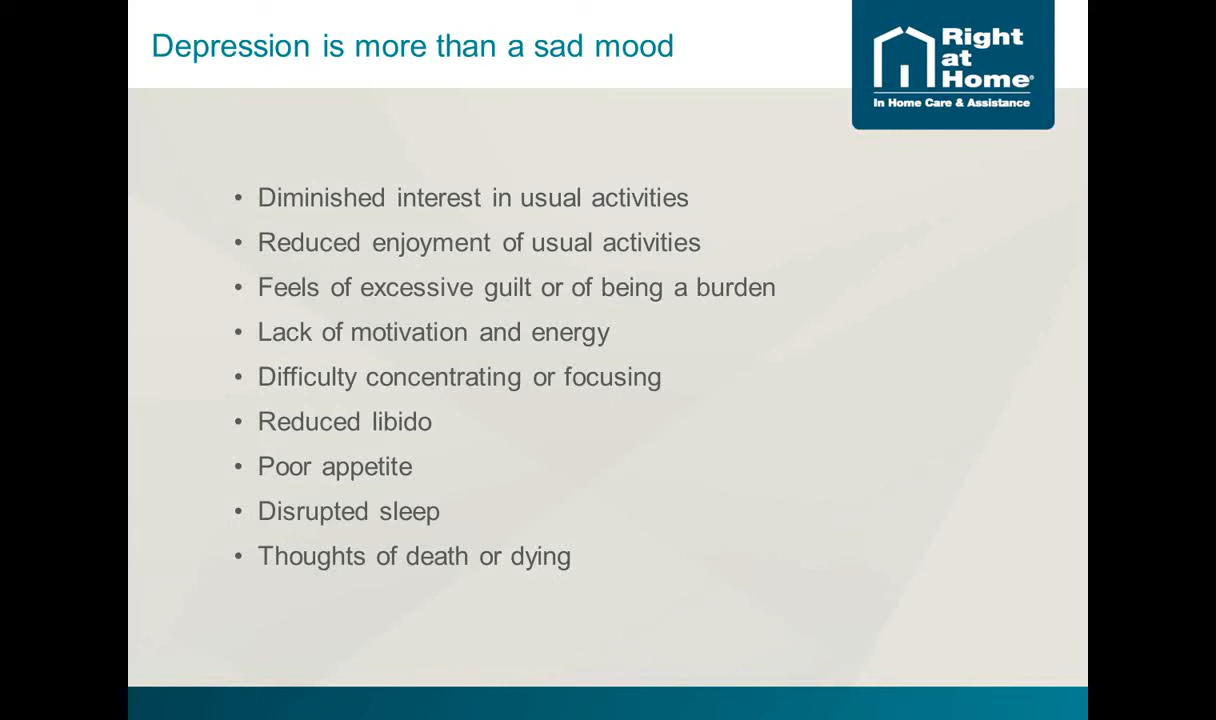 Depression is more than a sad mood
Right
at
Home®
In Home Care & Assistance
• Diminished interest in usual activities
• Reduced enjoyment of usual activities
• Feels of excessive guilt or of being a burden
• Lack of motivation and energy
• Difficulty concentrating or focusing
• Reduced libido
• Poor appetite
• Disrupted sleep
• Thoughts of death or dying